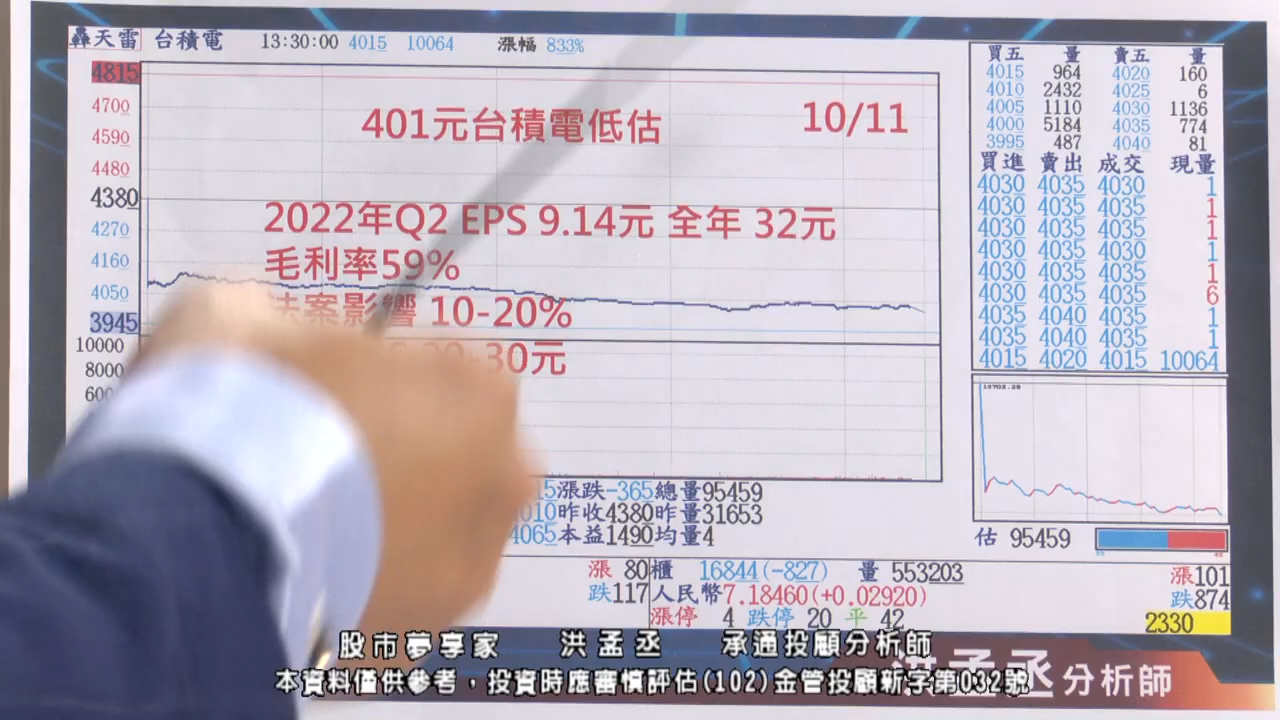 轟天雷 台積電 13:30:00 4015 10064 漲幅 833%
4815
4700
4590
4480
4380
4270
4160
4050
3945
10000
8000
401元台積電低估 10/11
2022年Q2 EPS 9.14元 全年 32元
毛利率59%
法案影響 10-20%
30元
買五 量 賣五 量
4015 964 4020 160
4010 2432 4025 6
4005 1110 4030 1136
4000 5184 4035 774
3995 487 4040 81
買進 賣出 成交 現量
4030 4035 4030 1
4030 4035 4035 1
4030 4035 4035 1
4030 4035 4030 1
4030 4035 4035 1
4030 4035 4035 6
4035 4040 4035 1
4035 4040 4035 1
4015 4020 4015 10064
估 95459
漲跌-365總量95459
昨收4380昨量31653
4065本益1490均量4
漲 80櫃 16844(-827) 量 553203 漲101
跌117人民幣7.18460(+0.02920) 跌874
漲停 4 跌停 20 平 42 2330
股市夢享家 洪孟丞 承通投顧分析師
洪孟丞分析師
本資料僅供參考，投資時應審慎評估(102)金管投顧新字第032號